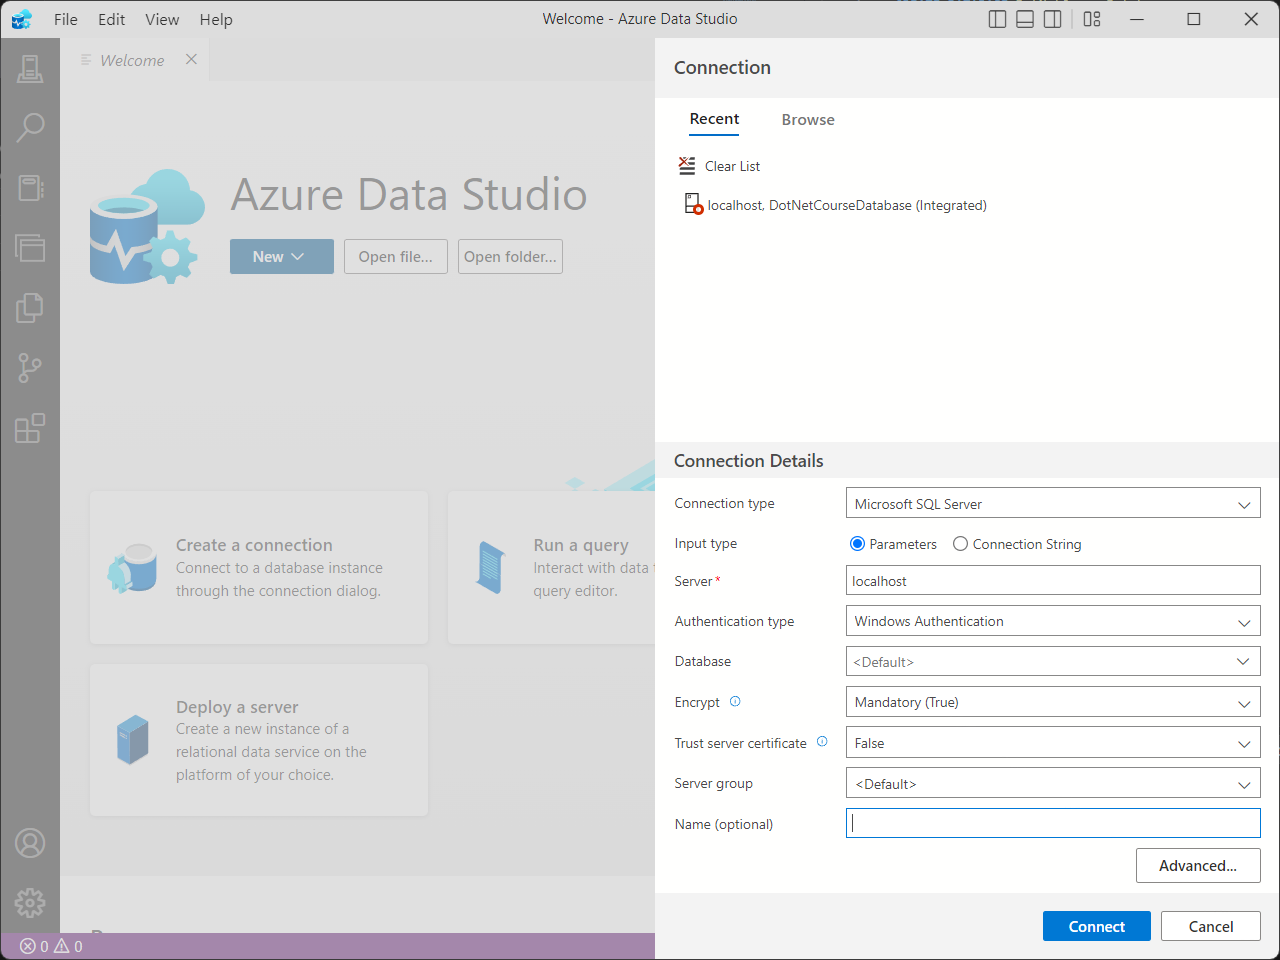 File Edit View Help
Welcome - Azure Data Studio
Welcome
Azure Data Studio
New
Open file...
Open folder...
Create a connection
Connect to a database instance
through the connection dialog.
Run a query
Interact with data
query editor.
Deploy a server
Create a new instance of a
relational data service on the
platform of your choice.
0 0
Connection
Recent Browse
Clear List
localhost, DotNetCourseDatabase (Integrated)
Connection Details
Connection type Microsoft SQL Server
Input type Parameters Connection String
Server* localhost
Authentication type Windows Authentication
Database <Default>
Encrypt Mandatory (True)
Trust server certificate False
Server group <Default>
Name (optional)
Advanced...
Connect Cancel